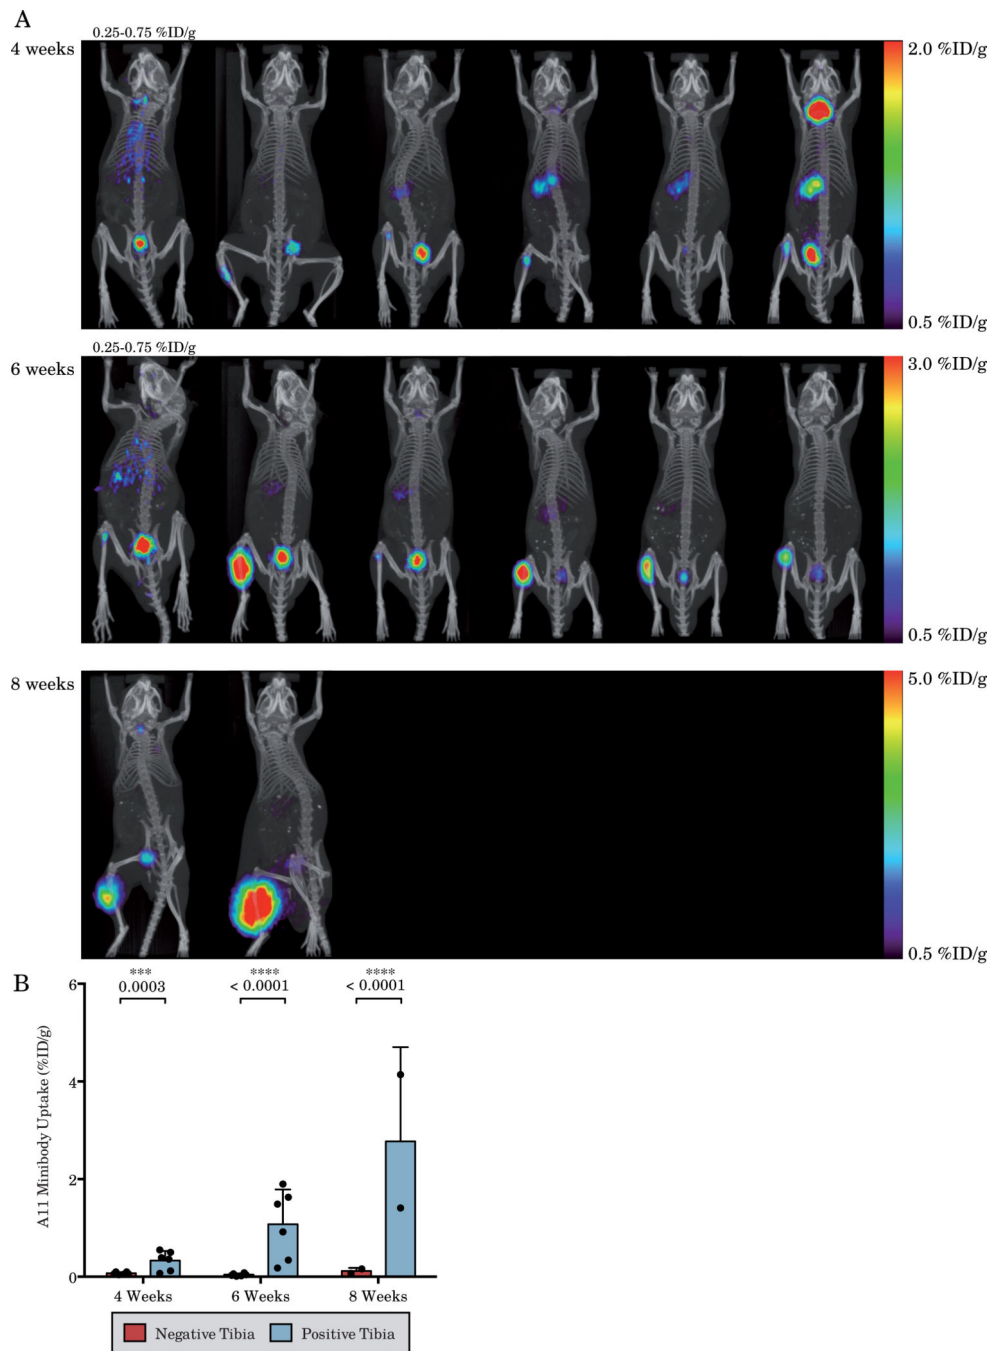 A
0.25-0.75 %ID/g
4 weeks
2.0 %ID/g
0.5 %ID/g
0.25-0.75 %ID/g
6 weeks
3.0 %ID/g
0.5 %ID/g
8 weeks
5.0 %ID/g
0.5 %ID/g
B
*** **** ****
0.0003 < 0.0001 < 0.0001
A11 Minibody Uptake (%ID/g)
6
4
2
0
4 Weeks 6 Weeks 8 Weeks
Negative Tibia Positive Tibia